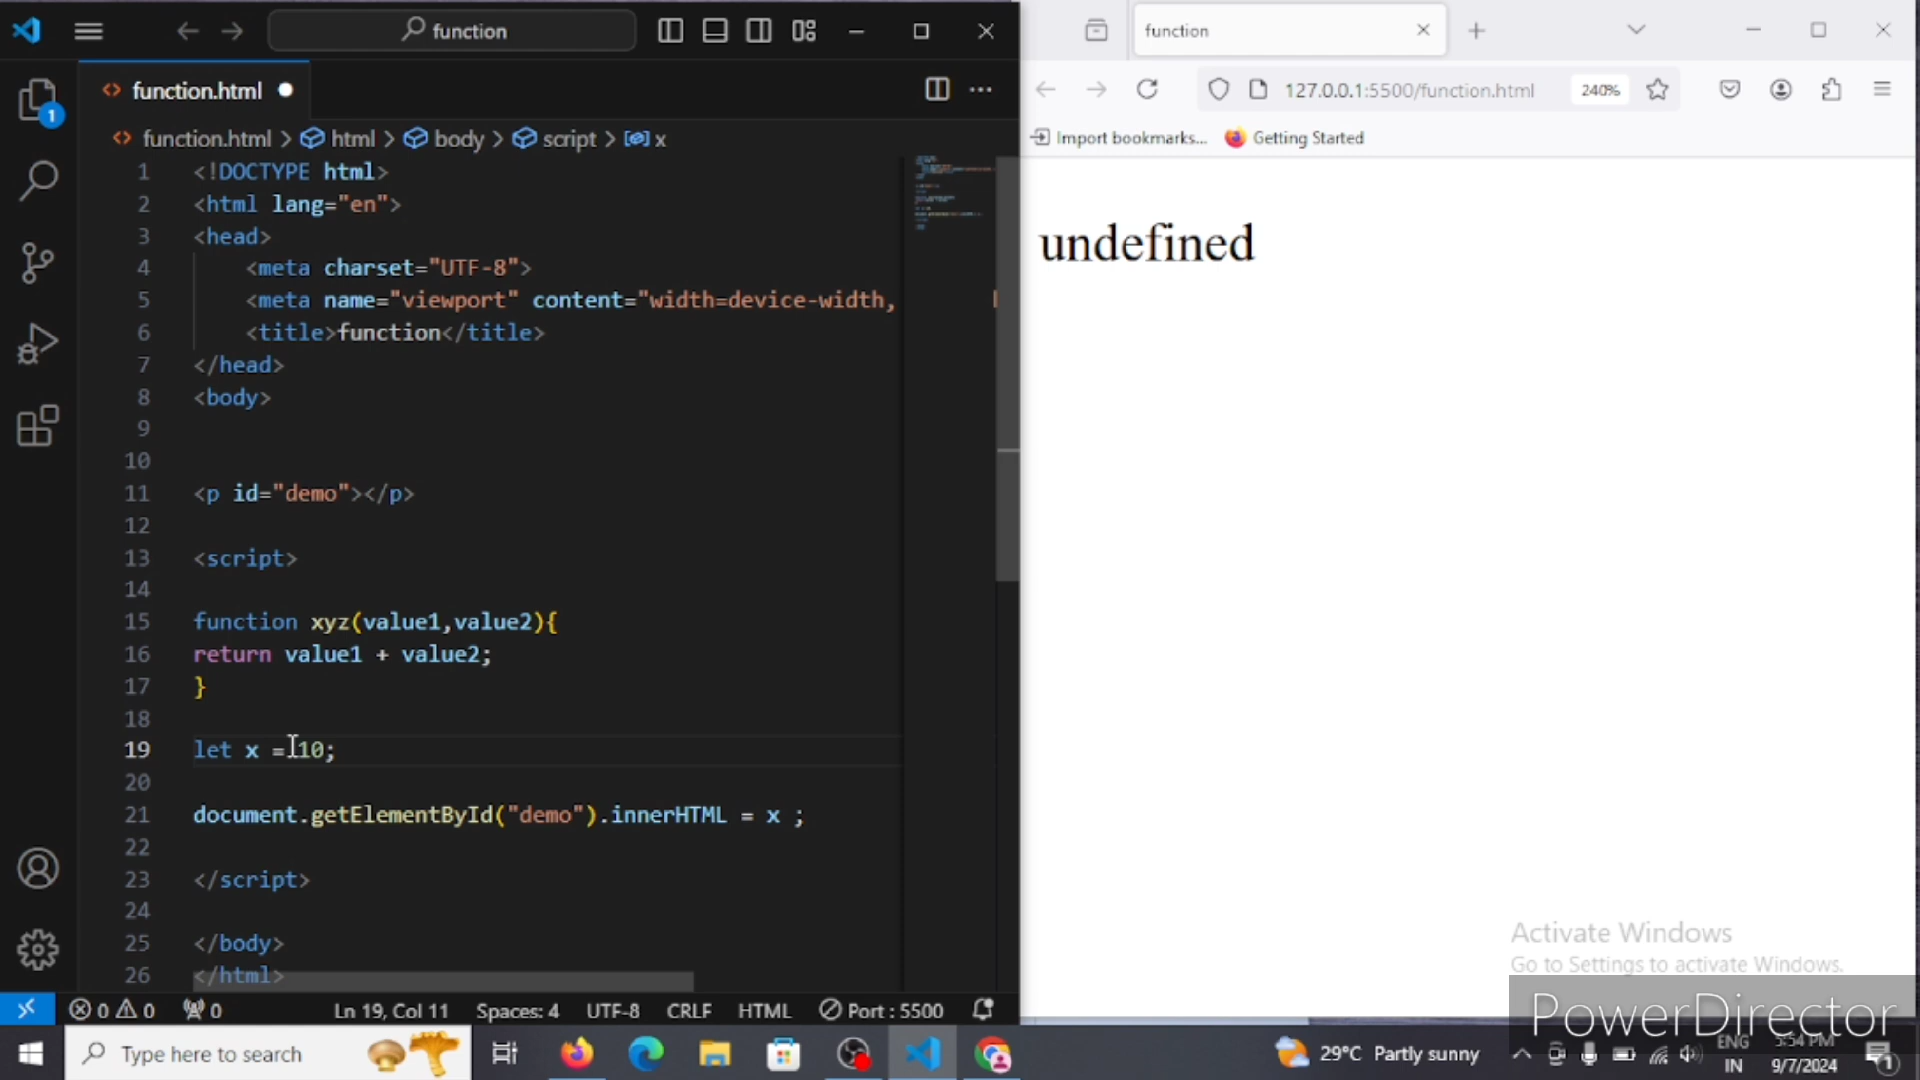 function
function.html
function.html > html > body > script > x
1 <!DOCTYPE html>
2 <html lang="en">
3 <head>
4 <meta charset="UTF-8">
5 <meta name="viewport" content="width=device-width,
6 <title>function</title>
7 </head>
8 <body>
9
10
11 <p id="demo"></p>
12
13 <script>
14
15 function xyz(value1,value2){
16 return value1 + value2;
17 }
18
19 let x = 10;
20
21 document.getElementById("demo").innerHTML = x ;
22
23 </script>
24
25 </body>
26 </html>
1
0 0 0 Ln 19, Col 11 Spaces: 4 UTF-8 CRLF HTML Port : 5500
function
127.0.0.1:5500/function.html 240%
Import bookmarks... Getting Started
undefined
Activate Windows
Go to Settings to activate Windows.
PowerDirector
Type here to search
29°C Partly sunny
ENG
IN
5:54 PM
9/7/2024
1